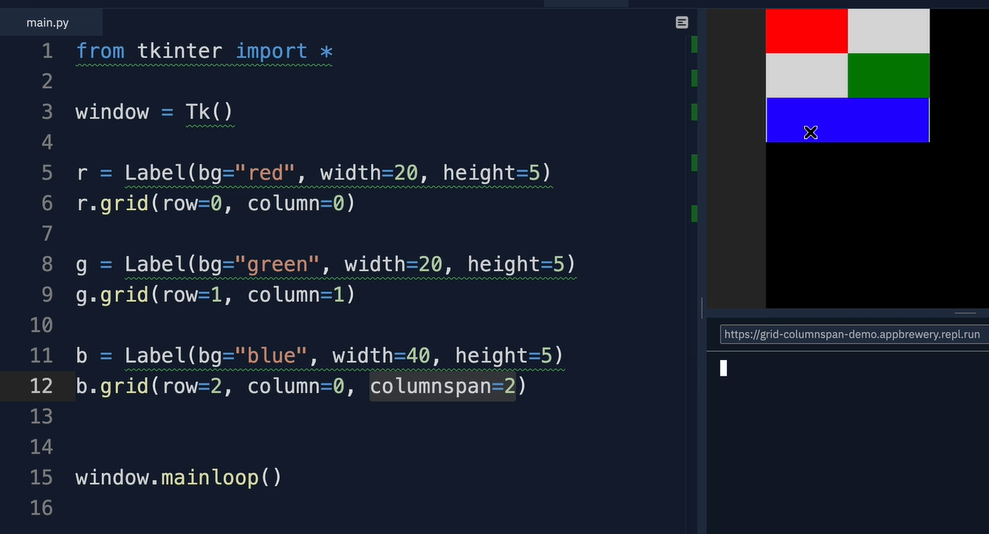 main.py
1 from tkinter import *
2
3 window = Tk()
4
5 r = Label(bg="red", width=20, height=5)
6 r.grid(row=0, column=0)
7
8 g = Label(bg="green", width=20, height=5)
9 g.grid(row=1, column=1)
10
11 b = Label(bg="blue", width=40, height=5)
12 b.grid(row=2, column=0, columnspan=2)
13
14
15 window.mainloop()
16
https://grid-columnspan-demo.appbrewery.repl.run